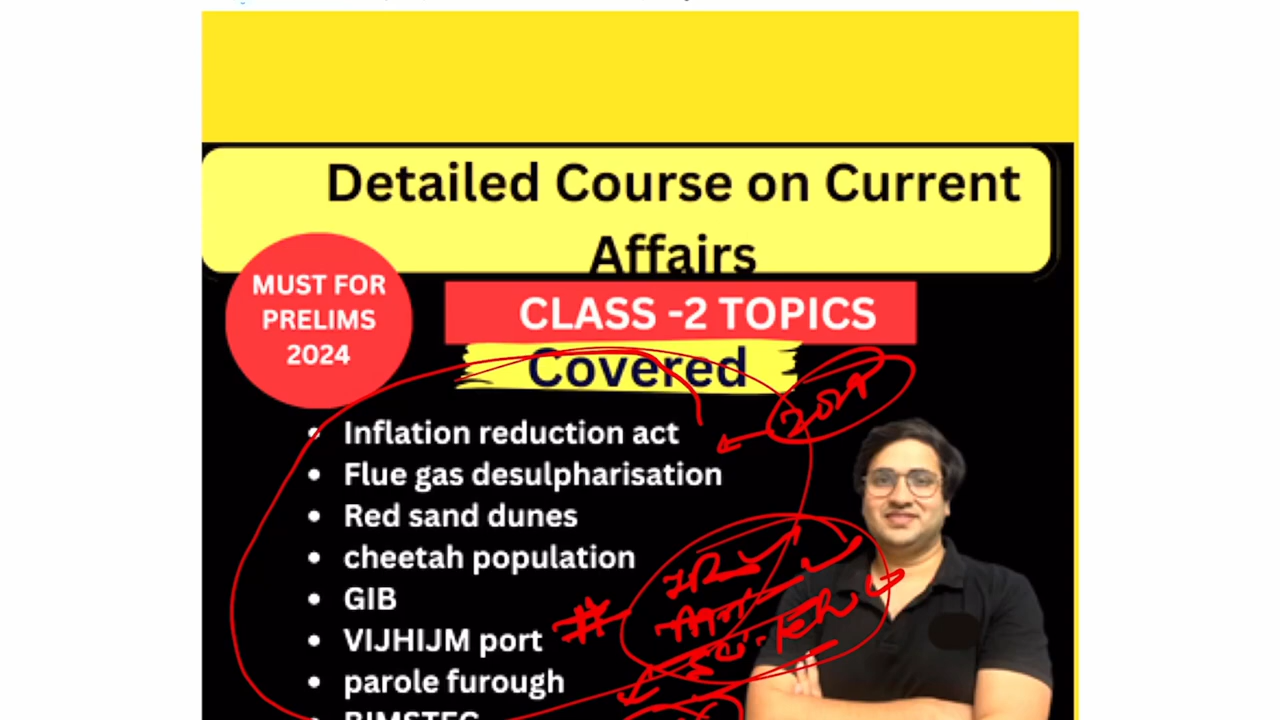 Detailed Course on Current
Affairs
MUST FOR
PRELIMS
2024
CLASS -2 TOPICS
Covered
Inflation reduction act
Flue gas desulpharisation
Red sand dunes
cheetah population
GIB
VIJHIJM port
parole furough
BIMSTEC